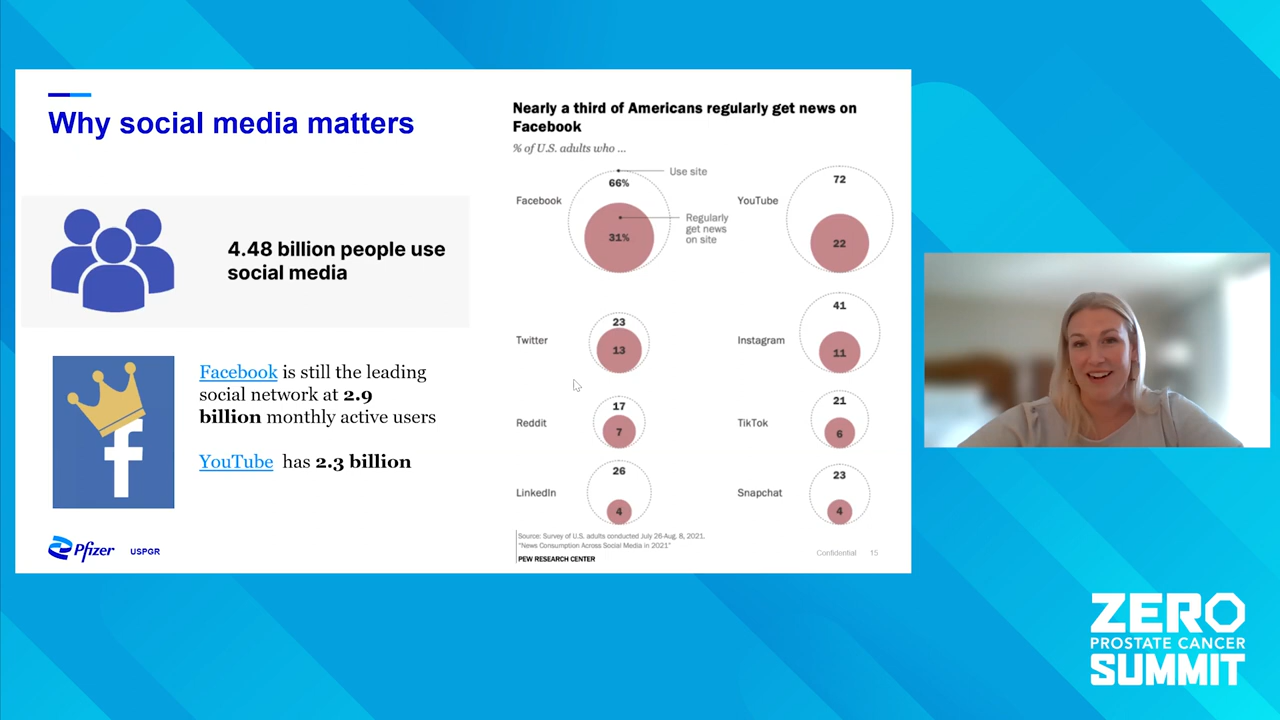 Why social media matters
4.48 billion people use
social media
Facebook is still the leading
social network at 2.9
billion monthly active users
YouTube has 2.3 billion
Pfizer USPGR
Nearly a third of Americans regularly get news on
Facebook
% of U.S. adults who ...
Use site
Facebook
66%
Regularly
get news
on site
31%
YouTube
72
22
Twitter
23
13
Instagram
41
11
Reddit
17
7
TikTok
21
6
LinkedIn
26
4
Snapchat
23
4
Source: Survey of U.S. adults conducted July 26-Aug. 8, 2021.
"News Consumption Across Social Media in 2021"
PEW RESEARCH CENTER
Confidential 15
ZERO
PROSTATE CANCER
SUMMIT